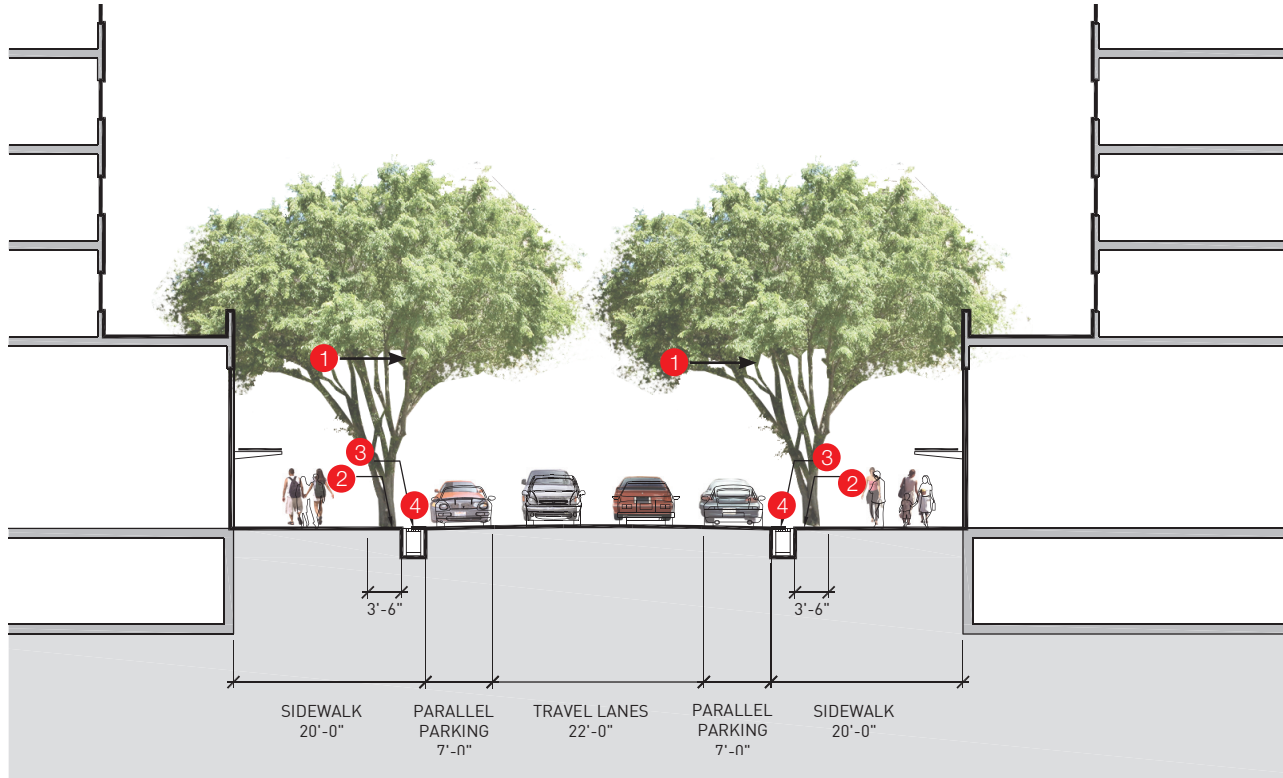 1
1
3
3
2
2
4
4
3'-6"
3'-6"
SIDEWALK
20'-0"
PARALLEL
PARKING
7'-0"
TRAVEL LANES
22'-0"
PARALLEL
PARKING
7'-0"
SIDEWALK
20'-0"